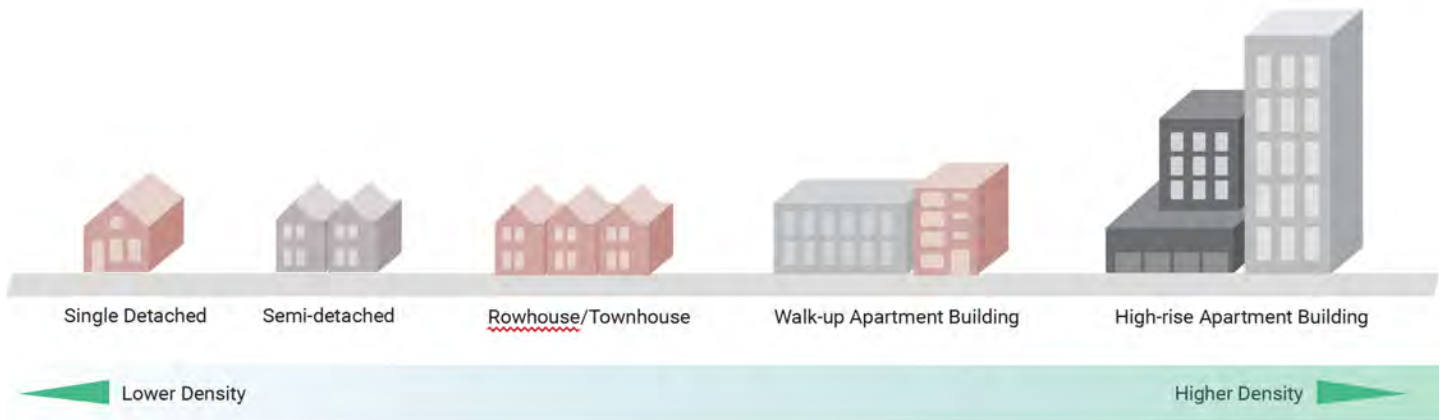 Single Detached
Semi-detached
Rowhouse/Townhouse
Walk-up Apartment Building
High-rise Apartment Building
Lower Density
Higher Density